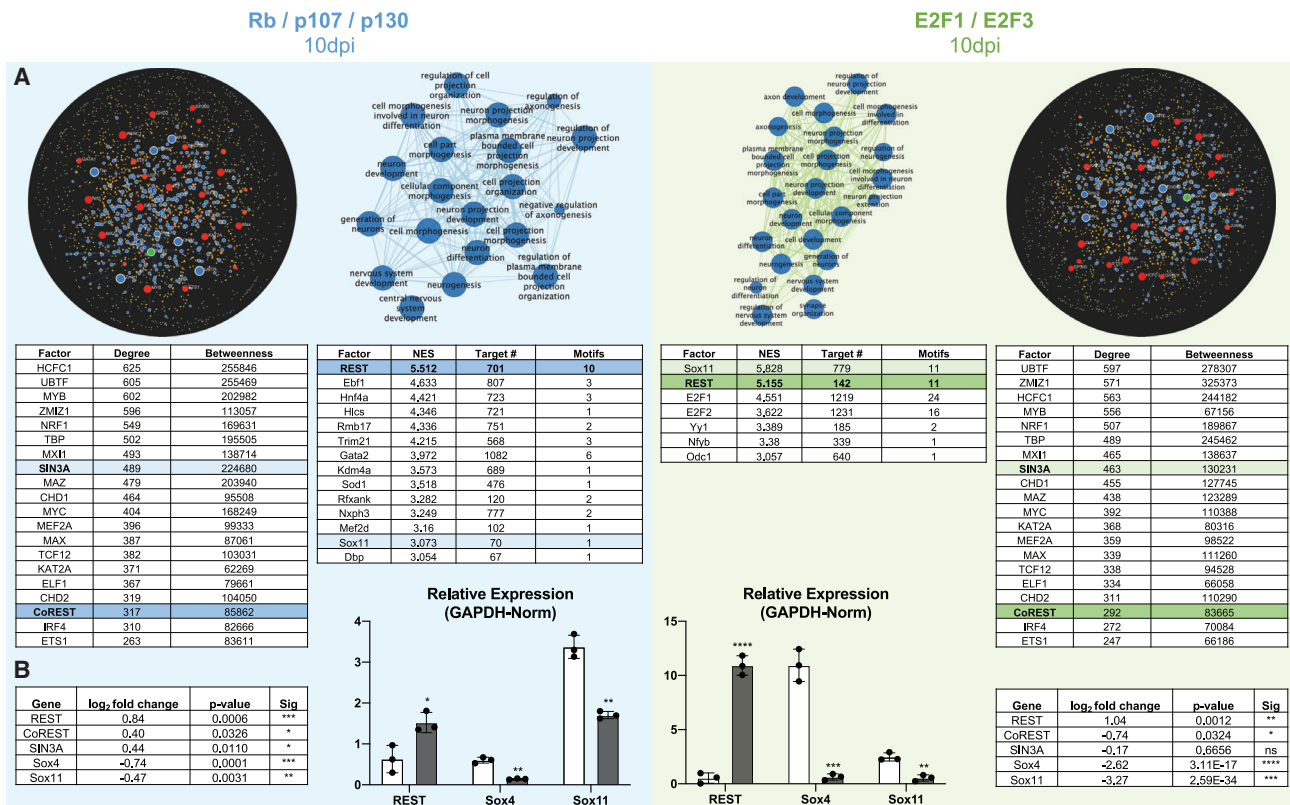 Rb / p107 / p130
10dpi
E2F1 / E2F3
10dpi
A
regulation of cell
projection
organization
regulation of
axonogenesis
cell morphogenesis
involved in neuron
differentiation
neuron projection
morphogenesis
regulation of
neuron projection
development
cell part
morphogenesis
plasma membrane
bounded cell
projection
morphogenesis
neuron
development
cellular component
morphogenesis
cell projection
organization
neuron projection
development
negative regulation
of axonogenesis
generation of
neurons
cell morphogenesis
cell projection
morphogenesis
neuron
differentiation
regulation of
plasma membrane
bounded cell
projection
organization
nervous system
development
neurogenesis
central nervous
system
development
regulation of
neuron projection
development
axon development
cell morphogenesis
cell morphogenesis
involved in neuron
differentiation
axonogenesis
neuron projection
morphogenesis
plasma membrane
bounded cell
projection
morphogenesis
cell projection
morphogenesis
regulation of
neurogenesis
cell morphogenesis
involved in neuron
differentiation
cell part
morphogenesis
neuron projection
development
neuron projection
extension
neuron
development
cellular component
morphogenesis
neuron
differentiation
cell development
neurogenesis
generation of
neurons
regulation of
neuron
differentiation
nervous system
development
regulation of
nervous system development
synapse
organization
Factor Degree Betweenness
HCFC1 625 255846
UBTF 605 255469
MYB 602 202982
ZMIZ1 596 113057
NRF1 549 169631
TBP 502 195505
MXI1 493 138714
SIN3A 489 224680
MAZ 479 203940
CHD1 464 95508
MYC 404 168249
MEF2A 396 99333
MAX 387 87061
TCF12 382 103031
KAT2A 371 62269
ELF1 367 79661
CHD2 319 104050
CoREST 317 85862
IRF4 310 82666
ETS1 263 83611
Factor NES Target # Motifs
REST 5.512 701 10
Ebf1 4.633 807 3
Hnf4a 4.421 723 3
Hlcs 4.346 721 1
Rmb17 4.336 751 2
Trim21 4.215 568 3
Gata2 3.972 1082 6
Kdm4a 3.573 689 1
Sod1 3.518 476 1
Rfxank 3.282 120 2
Nxph3 3.249 777 2
Mef2d 3.16 102 1
Sox11 3.073 70 1
Dbp 3.054 67 1
Factor NES Target # Motifs
Sox11 5.828 779 11
REST 5.155 142 11
E2F1 4.551 1219 24
E2F2 3.622 1231 16
Yy1 3.389 185 2
Nfyb 3.38 339 1
Odc1 3.057 640 1
Factor Degree Betweenness
UBTF 597 278307
ZMIZ1 571 325373
HCFC1 563 244182
MYB 556 67156
NRF1 507 189867
TBP 489 245462
MXI1 465 138637
SIN3A 463 130231
CHD1 455 127745
MAZ 438 123289
MYC 392 110388
KAT2A 368 80316
MEF2A 359 98522
MAX 339 111260
TCF12 338 94528
ELF1 334 66058
CHD2 311 110290
CoREST 292 83665
IRF4 272 70084
ETS1 247 66186
B
Gene log2 fold change p-value Sig
REST 0.84 0.0006 ***
CoREST 0.40 0.0326 *
SIN3A 0.44 0.0110 *
Sox4 -0.74 0.0001 ***
Sox11 -0.47 0.0031 **
Relative Expression
(GAPDH-Norm)
4
3
2
1
0
* ** **
REST Sox4 Sox11
Relative Expression
(GAPDH-Norm)
15
10
5
0
**** *** **
REST Sox4 Sox11
Gene log2 fold change p-value Sig
REST 1.04 0.0012 **
CoREST -0.74 0.0324 *
SIN3A -0.17 0.6656 ns
Sox4 -2.62 3.11E-17 ****
Sox11 -3.27 2.59E-34 ***